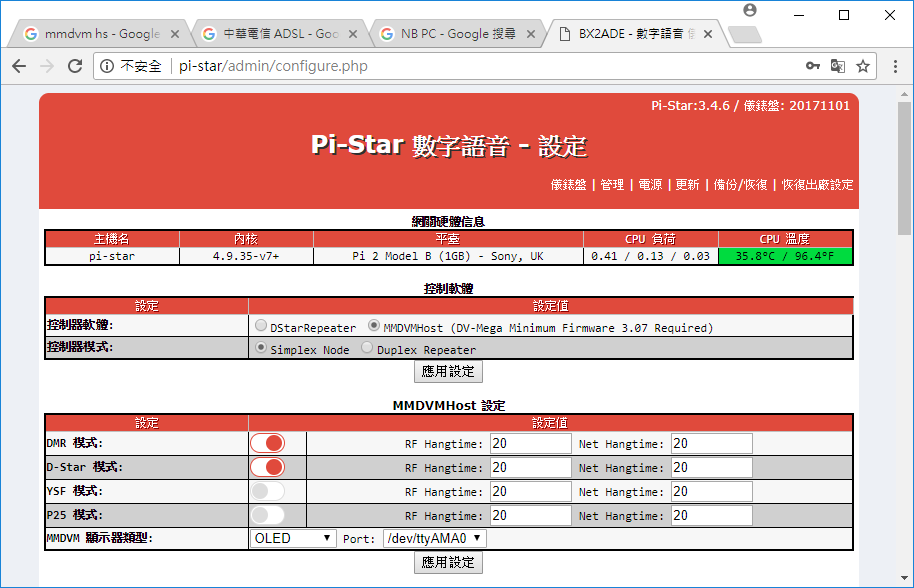 mmdvm hs - Google
中華電信 ADSL - Goo
NB PC - Google 搜尋
BX2ADE - 數字語音
不安全 | pi-star/admin/configure.php
Pi-Star:3.4.6 / 儀錶盤: 20171101
Pi-Star 數字語音 - 設定
儀錶盤 | 管理 | 電源 | 更新 | 備份/恢復 | 恢復出廠設定
網關硬體信息
主機名 內核 平臺 CPU 負荷 CPU 溫度
pi-star 4.9.35-v7+ Pi 2 Model B (1GB) - Sony, UK 0.41 / 0.13 / 0.03 35.8°C / 96.4°F
控制軟體
設定 設定值
控制器軟體: DStarRepeater MMDVMHost (DV-Mega Minimum Firmware 3.07 Required)
控制器模式: Simplex Node Duplex Repeater
應用設定
MMDVMHost 設定
設定 設定值
DMR 模式: RF Hangtime: 20 Net Hangtime: 20
D-Star 模式: RF Hangtime: 20 Net Hangtime: 20
YSF 模式: RF Hangtime: 20 Net Hangtime: 20
P25 模式: RF Hangtime: 20 Net Hangtime: 20
MMDVM 顯示器類型: OLED Port: /dev/ttyAMA0
應用設定